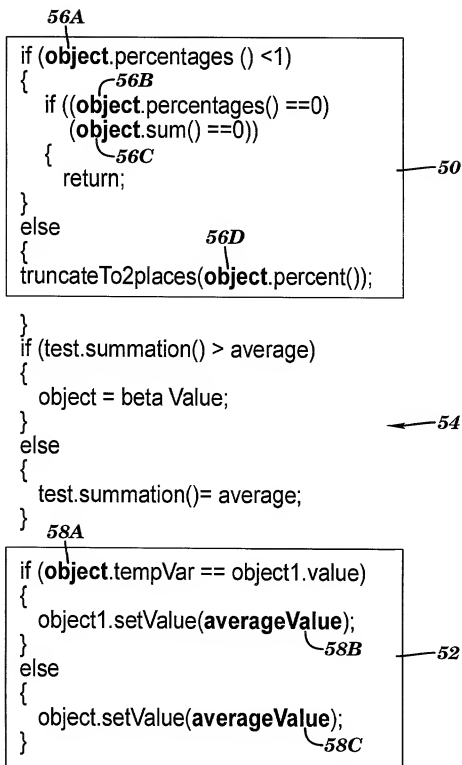 56A
if (object.percentages () <1)
{
56B
if ((object.percentages() ==0)
(object.sum() ==0))
{
56C
return;
50
}
else
{
56D
truncateTo2places(object.percent());
}
if (test.summation() > average)
{
object = beta Value;
}
54
else
{
test.summation()= average;
}
58A
if (object.tempVar == object1.value)
{
object1.setValue(averageValue);
}
58B
52
else
{
object.setValue(averageValue);
}
58C